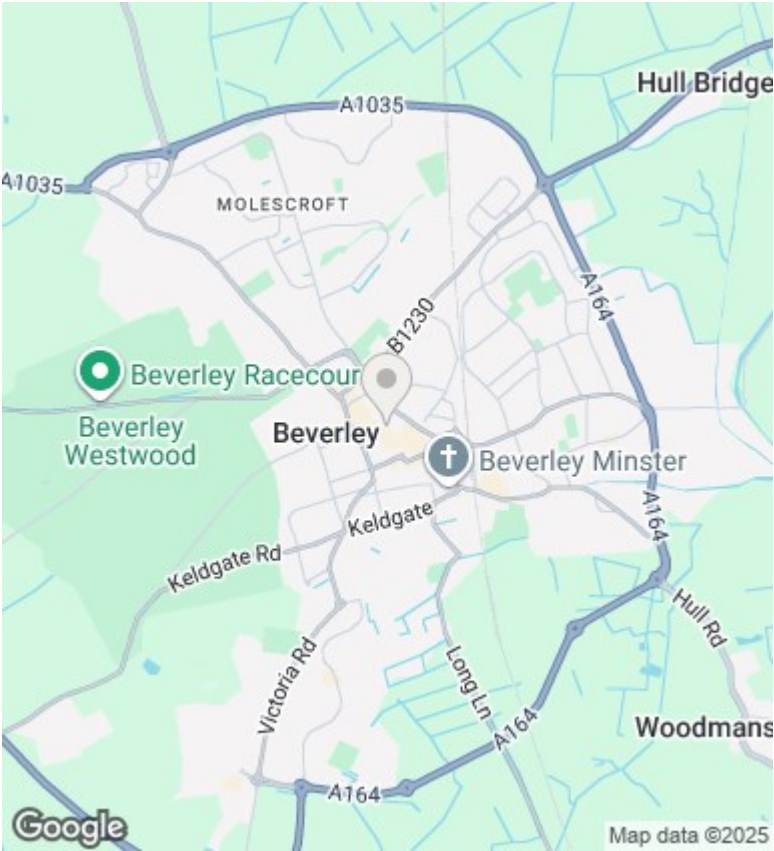 Hull Bridge
A1035
A1035
MOLESCROFT
A164
B1230
Beverley Racecour
Beverley
Westwood
Beverley
Beverley Minster
A164
Keldgate
Keldgate Rd
Hull Rd
Victoria Rd
Long Ln
A164
Woodmans
A164
Google
Map data ©2025